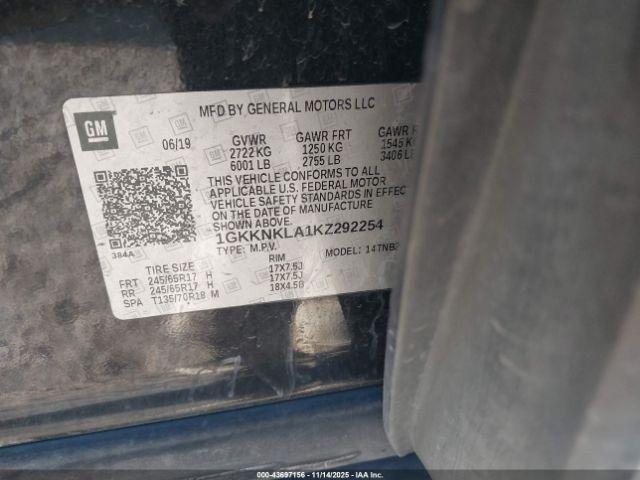 MFD BY GENERAL MOTORS LLC
GM
06/19 GVWR GAWR FRT GAWR
2722 KG 1250 KG 1545
6001 LB 2755 LB 3406
THIS VEHICLE CONFORMS TO ALL
APPLICABLE U.S. FEDERAL MOTOR
VEHICLE SAFETY STANDARDS IN EFFEC
ON THE DATE OF MANUFACTURE
SHOWN ABOVE.
1GKKNKLA1KZ292254
384A TYPE: M.P.V. MODEL: 14TNB
TIRE SIZE RIM
FRT 245/65R17 H 17X7.5J
RR 245/65R17 H 17X7.5J
SPA T135/70R18 M 18X4.5B
000-43697156 - 11/14/2025 - IAA Inc.